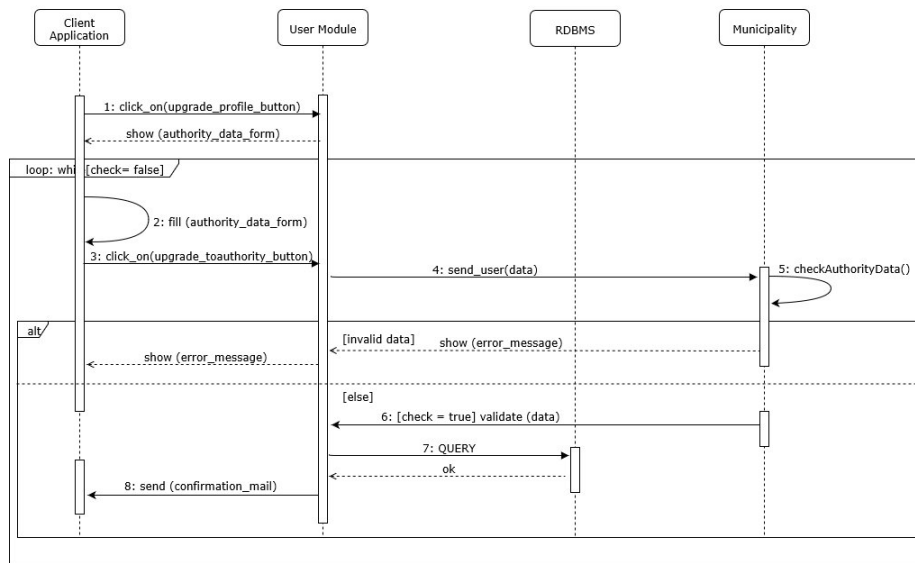 Client
Application
User Module
RDBMS
Municipality
1: click_on(upgrade_profile_button)
show (authority_data_form)
loop: whi [check= false]
2: fill (authority_data_form)
3: click_on(upgrade_toauthority_button)
4: send_user(data)
5: checkAuthorityData()
alt
[invalid data]
show (error_message)
show (error_message)
[else]
6: [check = true] validate (data)
7: QUERY
ok
8: send (confirmation_mail)